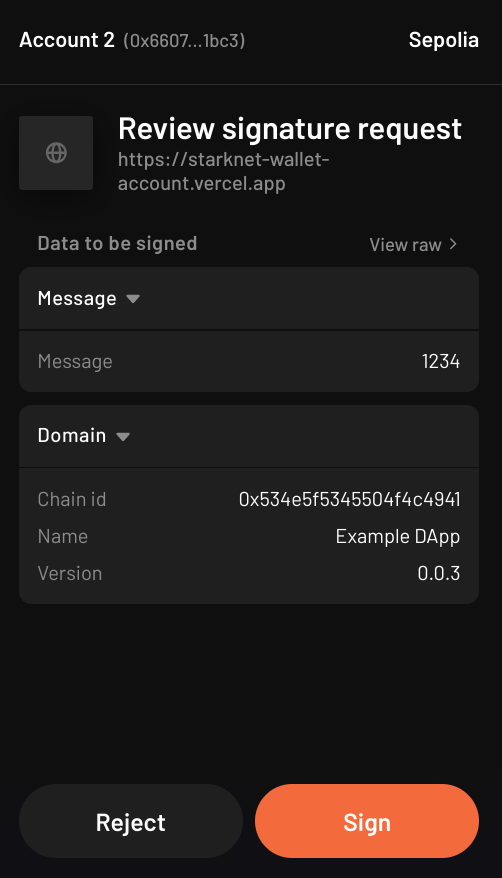 Account 2 (0x6607...1bc3) Sepolia
Review signature request
https://starknet-wallet-
account.vercel.app
Data to be signed View raw
Message
Message 1234
Domain
Chain id 0x534e5f5345504f4c4941
Name Example DApp
Version 0.0.3
Reject Sign